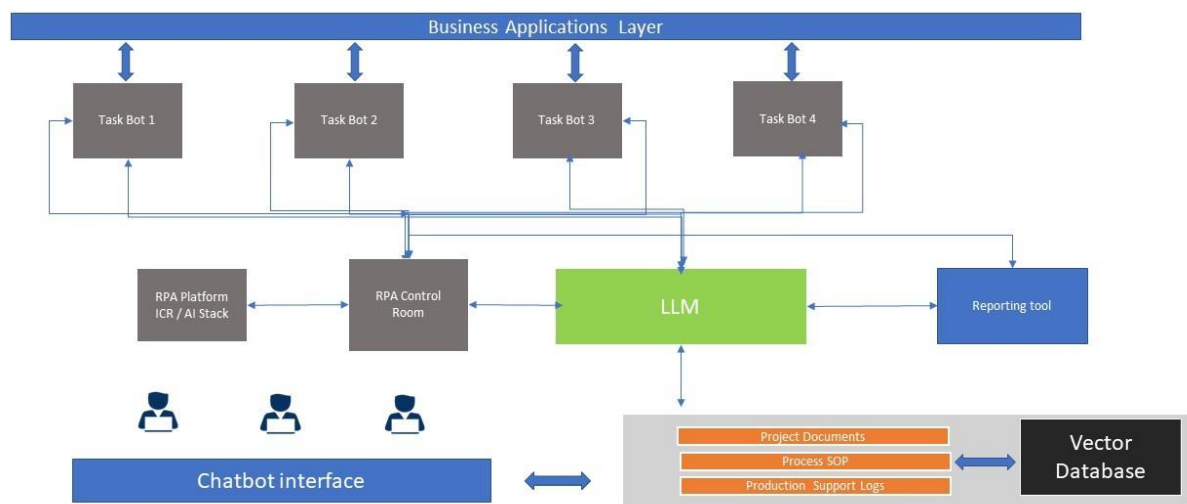 Business Applications Layer
Task Bot 1
Task Bot 2
Task Bot 3
Task Bot 4
RPA Platform
ICR / AI Stack
RPA Control
Room
LLM
Reporting tool
Project Documents
Process SOP
Production Support Logs
Vector
Database
Chatbot interface